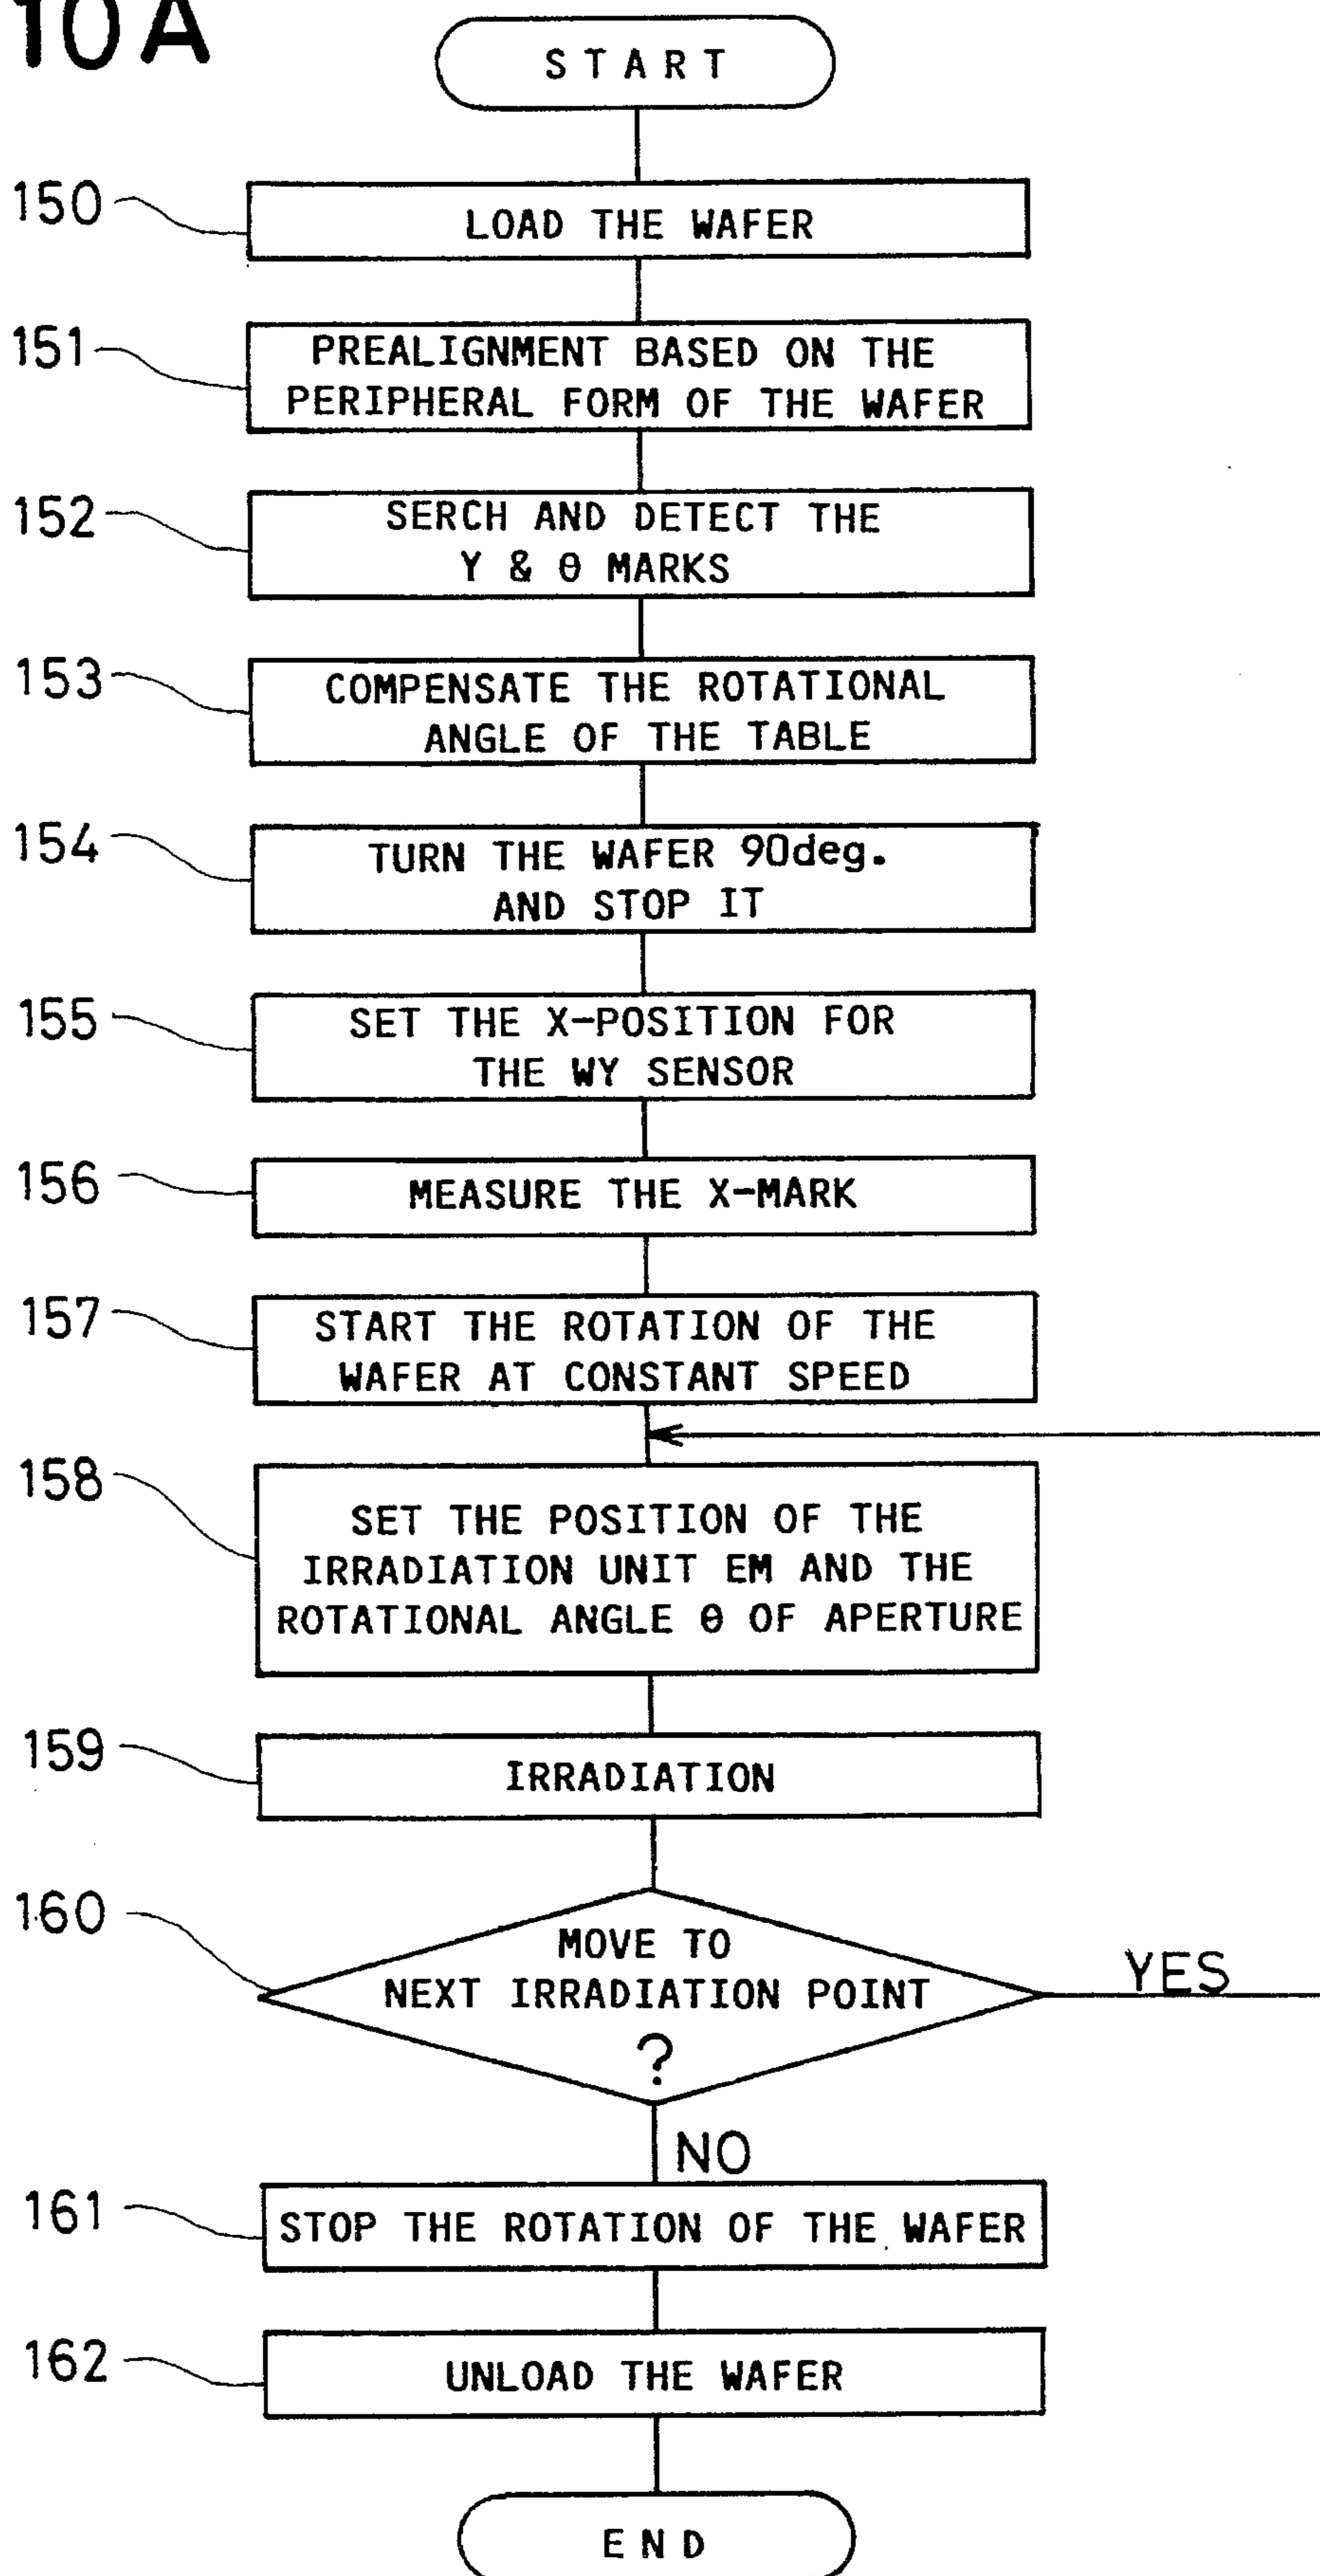 10A
START
150
LOAD THE WAFER
151
PREALIGNMENT BASED ON THE
PERIPHERAL FORM OF THE WAFER
152
SERCH AND DETECT THE
Y & θ MARKS
153
COMPENSATE THE ROTATIONAL
ANGLE OF THE TABLE
154
TURN THE WAFER 90deg.
AND STOP IT
155
SET THE X-POSITION FOR
THE WY SENSOR
156
MEASURE THE X-MARK
157
START THE ROTATION OF THE
WAFER AT CONSTANT SPEED
158
SET THE POSITION OF THE
IRRADIATION UNIT EM AND THE
ROTATIONAL ANGLE θ OF APERTURE
159
IRRADIATION
160
MOVE TO
NEXT IRRADIATION POINT
?
YES
NO
161
STOP THE ROTATION OF THE WAFER
162
UNLOAD THE WAFER
END